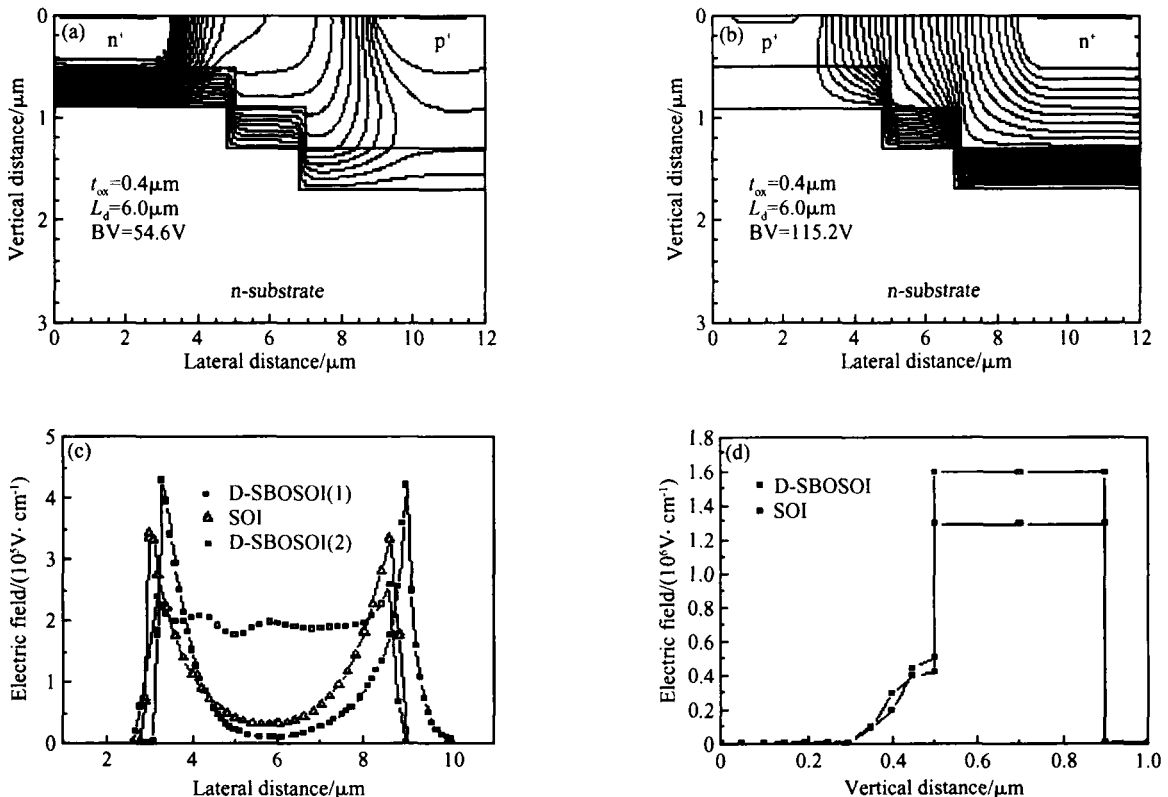 (a)
n⁺
p⁺
t_ox=0.4μm
L_d=6.0μm
BV=54.6V
n-substrate
Vertical distance/μm
0
1
2
3
0 2 4 6 8 10 12
Lateral distance/μm
(b)
p⁺
n⁺
t_ox=0.4μm
L_d=6.0μm
BV=115.2V
n-substrate
Vertical distance/μm
0
1
2
3
0 2 4 6 8 10 12
Lateral distance/μm
(c)
D-SBOSOI(1)
SOI
D-SBOSOI(2)
Electric field/(10⁵V· cm⁻¹)
5
4
3
2
1
0
2 4 6 8 10
Lateral distance/μm
(d)
D-SBOSOI
SOI
Electric field/(10⁶V· cm⁻¹)
1.8
1.6
1.4
1.2
1.0
0.8
0.6
0.4
0.2
0
0 0.2 0.4 0.6 0.8 1.0
Vertical distance/μm